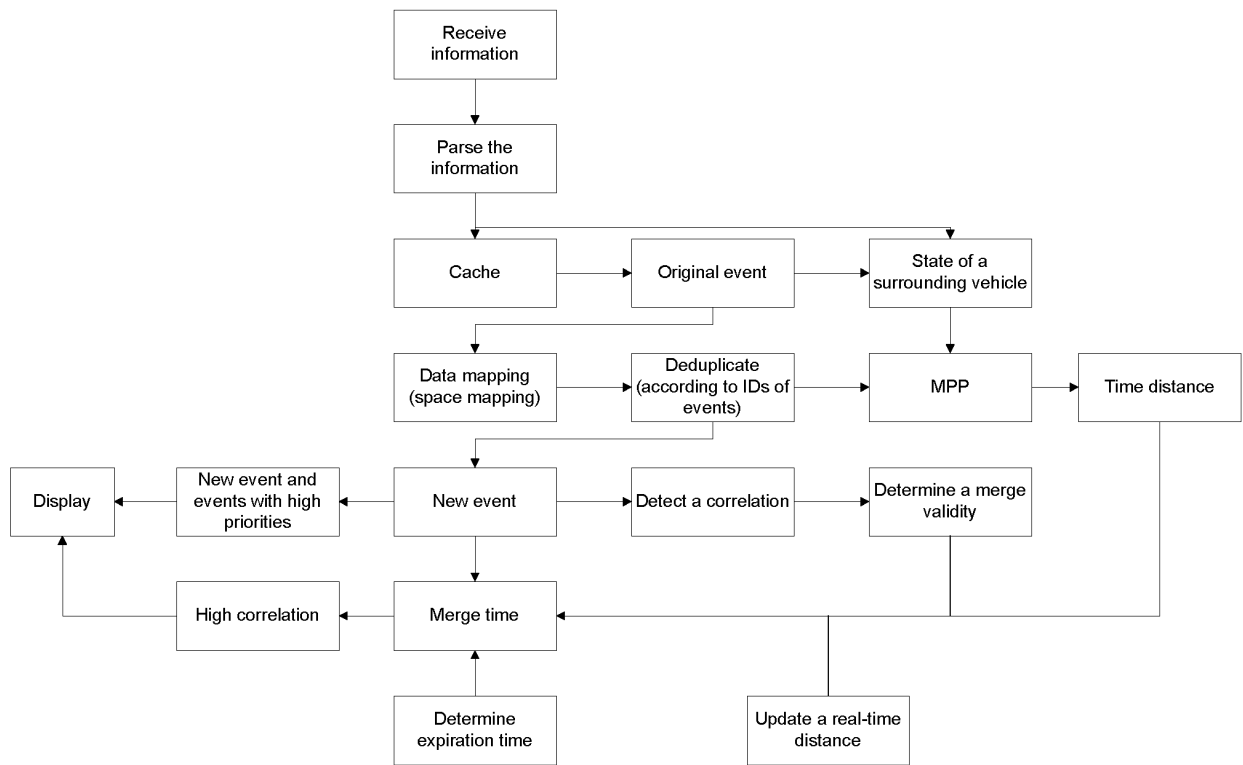 Receive
information
Parse the
information
Cache
Original event
State of a
surrounding vehicle
Data mapping
(space mapping)
Deduplicate
(according to IDs of
events)
MPP
Time distance
Display
New event and
events with high
priorities
New event
Detect a correlation
Determine a merge
validity
High correlation
Merge time
Determine
expiration time
Update a real-time
distance